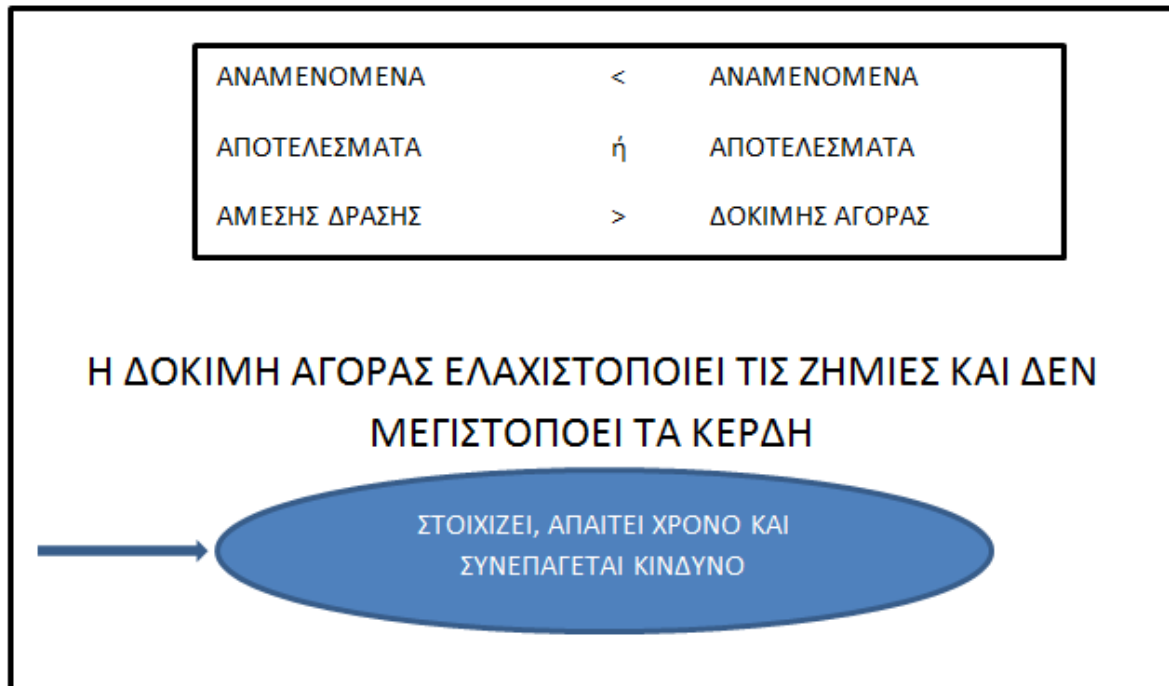 ΑΝΑΜΕΝΟΜΕΝΑ < ΑΝΑΜΕΝΟΜΕΝΑ
ΑΠΟΤΕΛΕΣΜΑΤΑ ή ΑΠΟΤΕΛΕΣΜΑΤΑ
ΑΜΕΣΗΣ ΔΡΑΣΗΣ > ΔΟΚΙΜΗΣ ΑΓΟΡΑΣ
Η ΔΟΚΙΜΗ ΑΓΟΡΑΣ ΕΛΑΧΙΣΤΟΠΟΙΕΙ ΤΙΣ ΖΗΜΙΕΣ ΚΑΙ ΔΕΝ
ΜΕΓΙΣΤΟΠΟΕΙ ΤΑ ΚΕΡΔΗ
ΣΤΟΙΧΙΖΕΙ, ΑΠΑΙΤΕΙ ΧΡΟΝΟ ΚΑΙ
ΣΥΝΕΠΑΓΕΤΑΙ ΚΙΝΔΥΝΟ